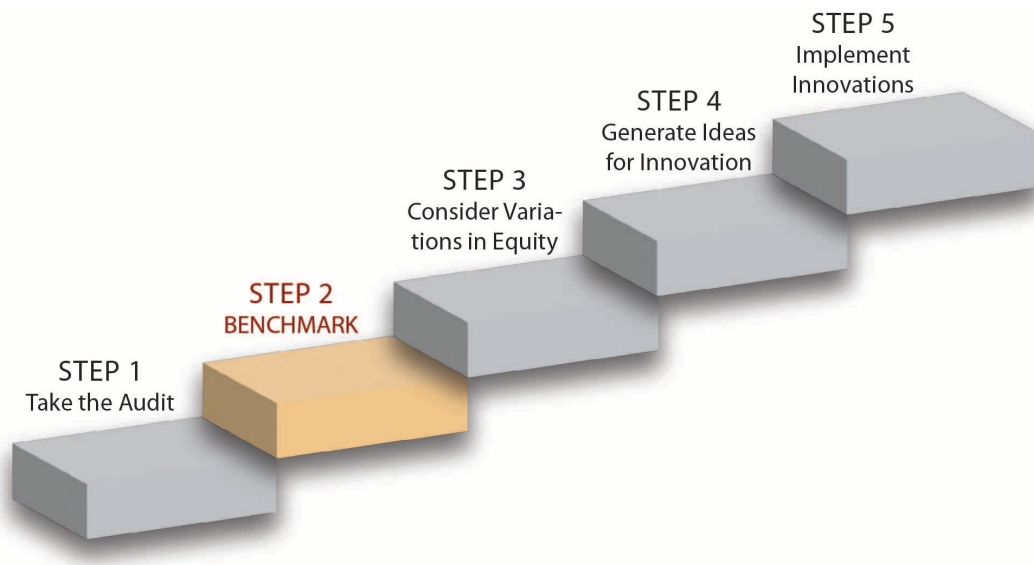 STEP 1
Take the Audit
STEP 2
BENCHMARK
STEP 3
Consider Varia-
tions in Equity
STEP 4
Generate Ideas
for Innovation
STEP 5
Implement
Innovations